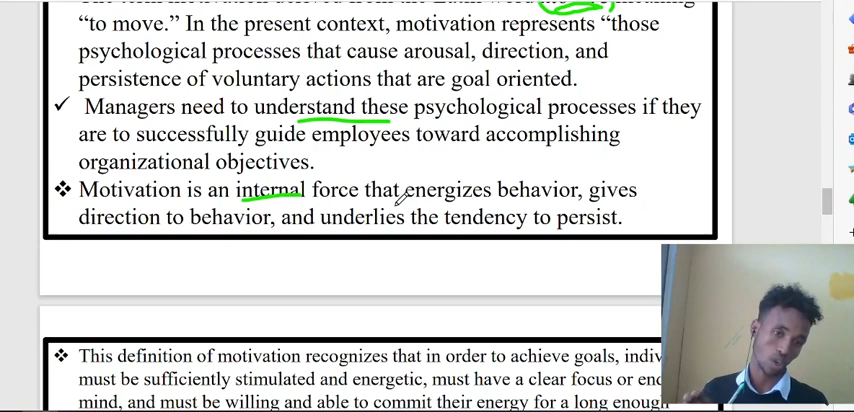 “to move.” In the present context, motivation represents “those
psychological processes that cause arousal, direction, and
persistence of voluntary actions that are goal oriented.
✓ Managers need to understand these psychological processes if they
are to successfully guide employees toward accomplishing
organizational objectives.
❖ Motivation is an internal force that energizes behavior, gives
direction to behavior, and underlies the tendency to persist.
❖ This definition of motivation recognizes that in order to achieve goals,
must be sufficiently stimulated and energetic, must have a clear focus or
mind, and must be willing and able to commit their energy for a long enough